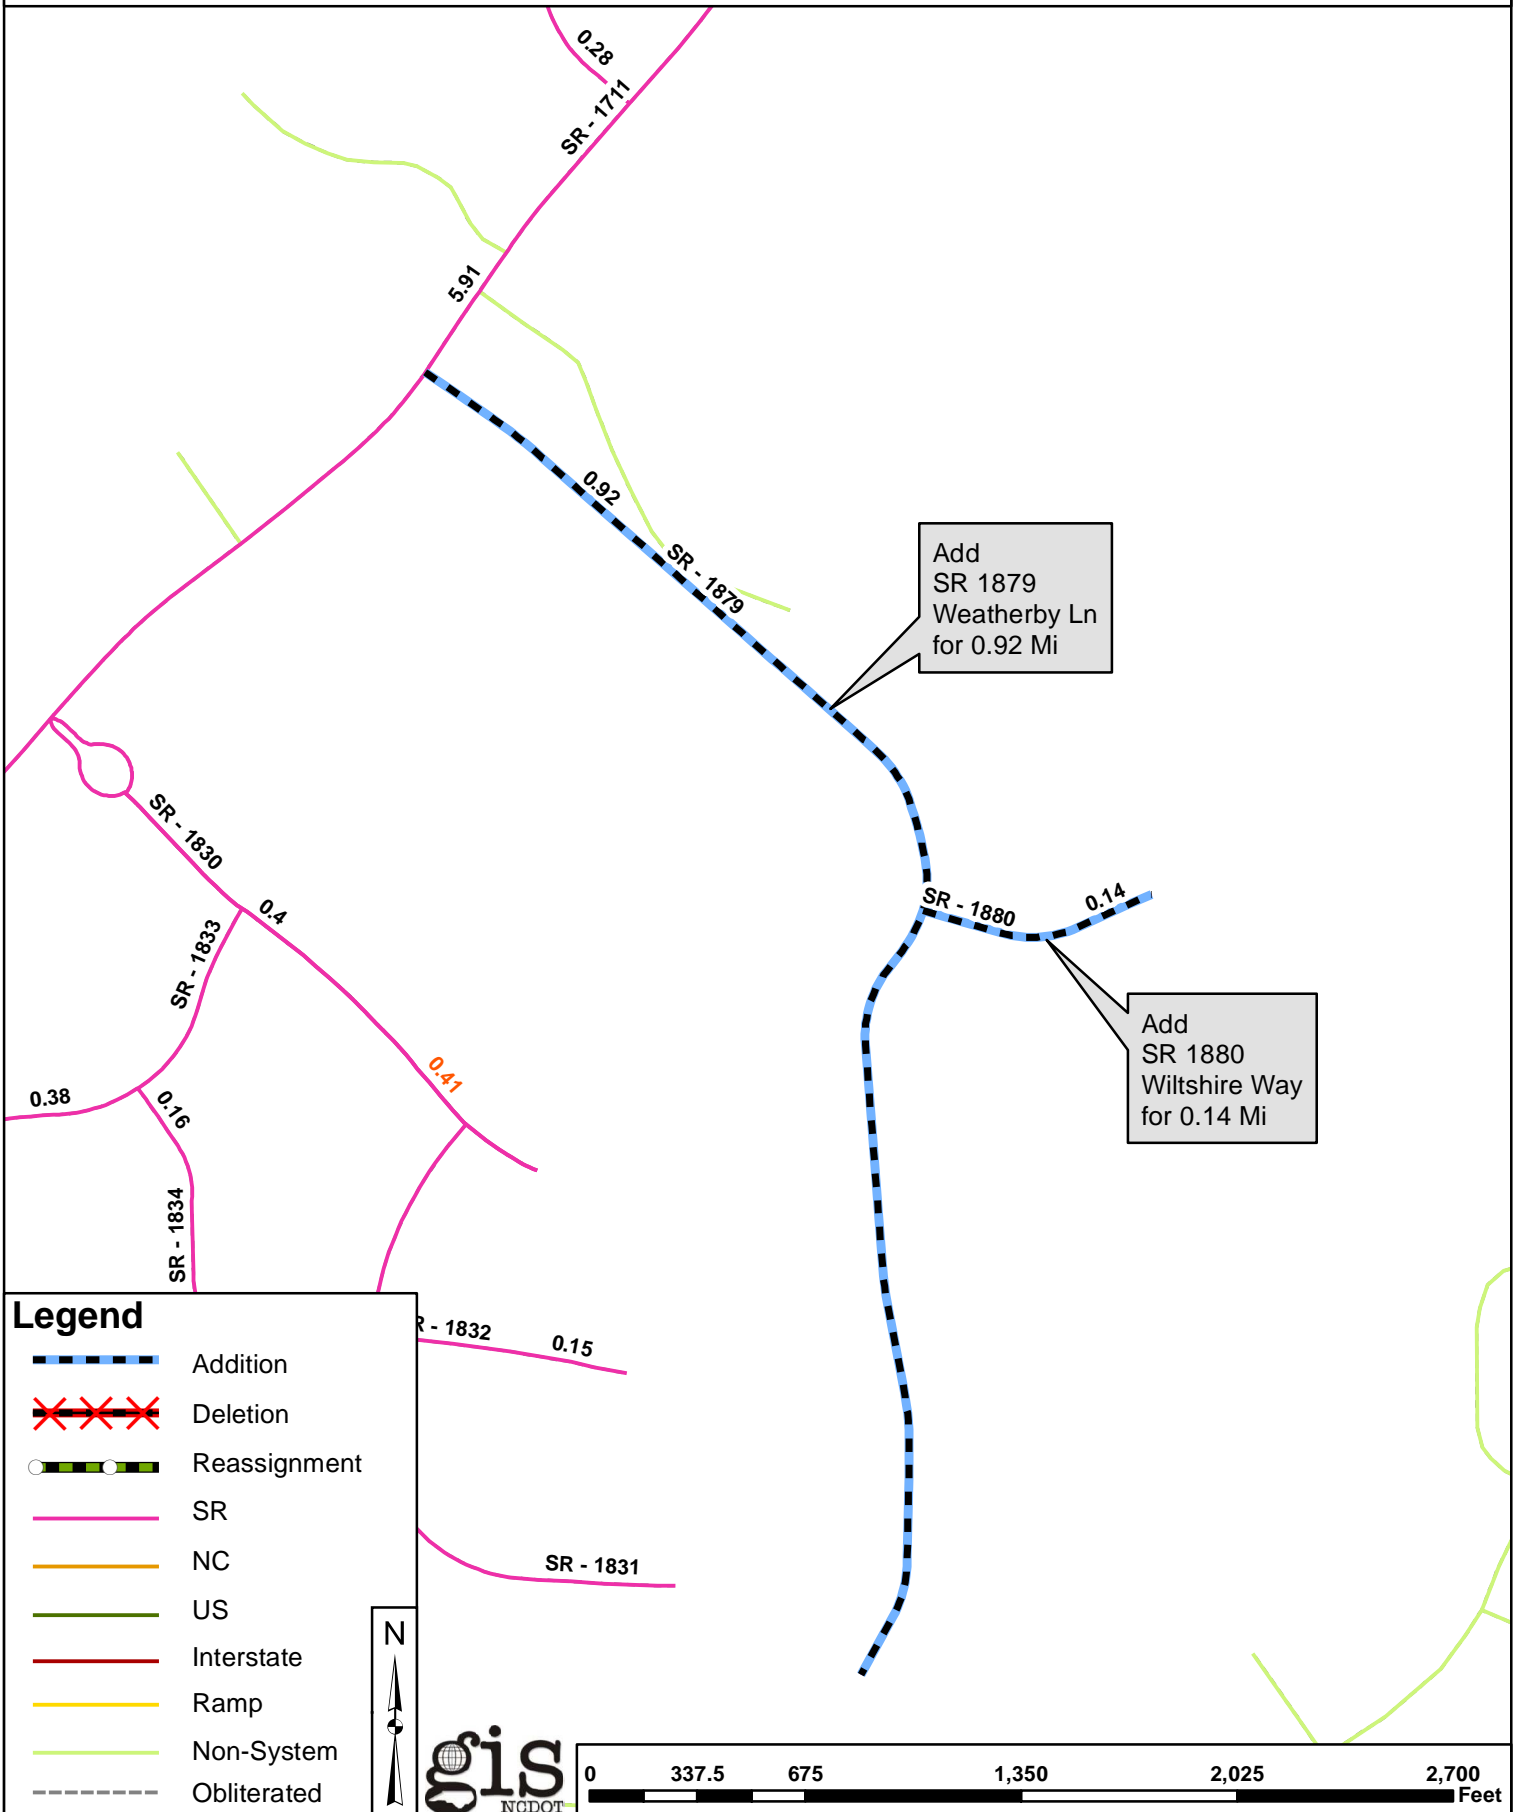 0.28
SR - 1711
5.91
0.92
SR - 1879
Add
SR 1879
Weatherby Ln
for 0.92 Mi
SR - 1830
0.4
SR - 1833
SR - 1880
0.14
Add
SR 1880
Wiltshire Way
for 0.14 Mi
0.41
0.38
0.16
SR - 1834
R - 1832
0.15
SR - 1831
Legend
Addition
Deletion
Reassignment
SR
NC
US
Interstate
Ramp
Non-System
Obliterated
N
gis
NCDOT
0 337.5 675 1,350 2,025 2,700
Feet